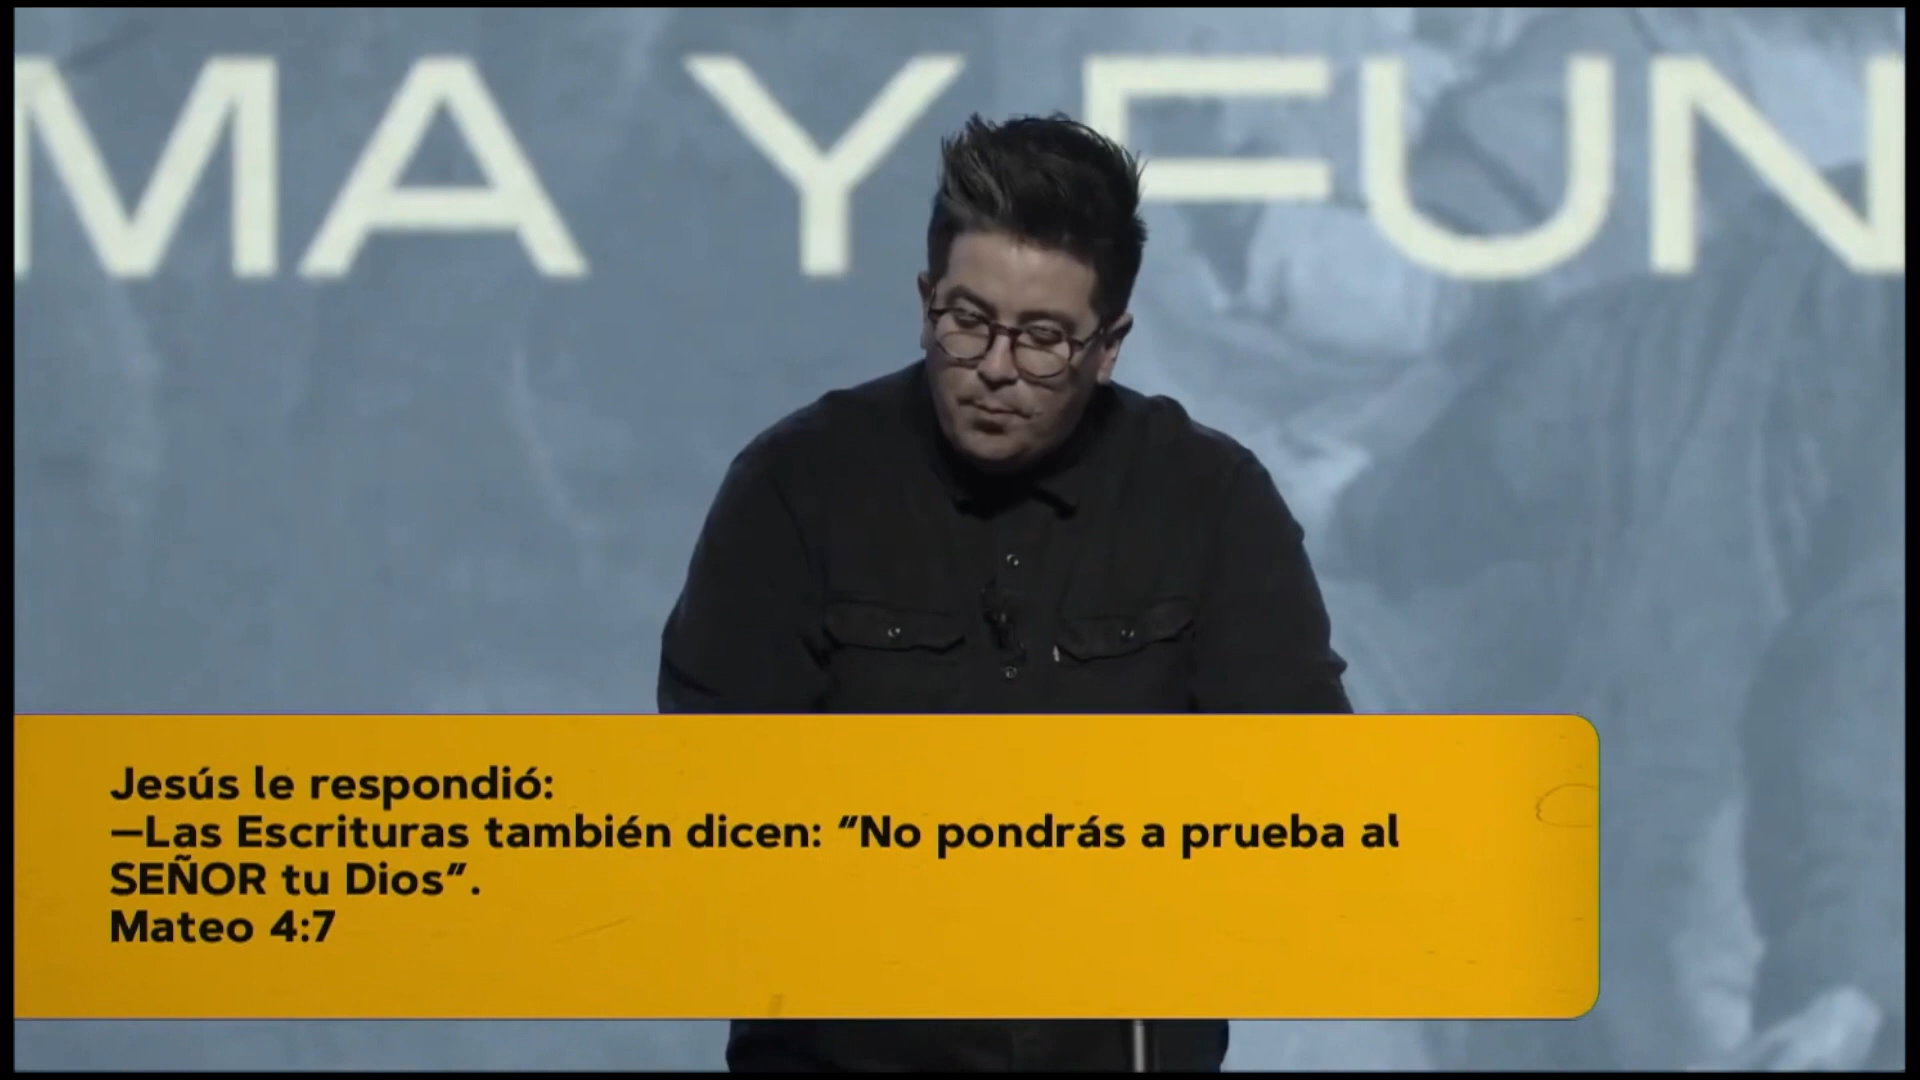 MA Y FUN
Jesús le respondió:
—Las Escrituras también dicen: “No pondrás a prueba al
SEÑOR tu Dios”.
Mateo 4:7